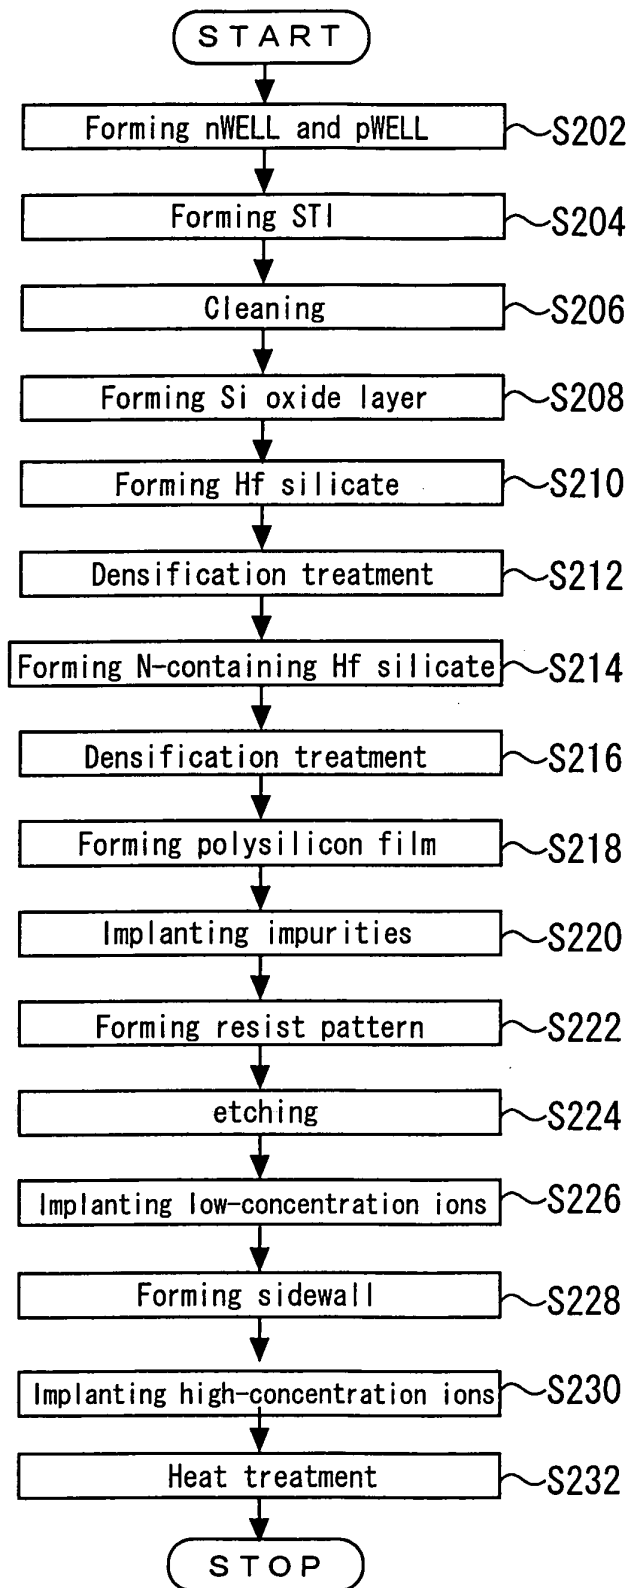 START
Forming nWELL and pWELL S202
Forming STI S204
Cleaning S206
Forming Si oxide layer S208
Forming Hf silicate S210
Densification treatment S212
Forming N-containing Hf silicate S214
Densification treatment S216
Forming polysilicon film S218
Implanting impurities S220
Forming resist pattern S222
etching S224
Implanting low-concentration ions S226
Forming sidewall S228
Implanting high-concentration ions S230
Heat treatment S232
STOP